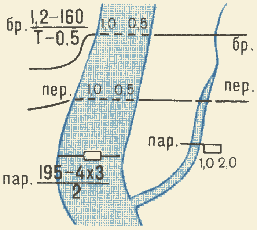 бр. 1,2-160
Т-0,5
1,0 0,5
бр.
пер. 1,0 0,5
пер.
пар.
1,0 2,0
пар. 195-4х3
2